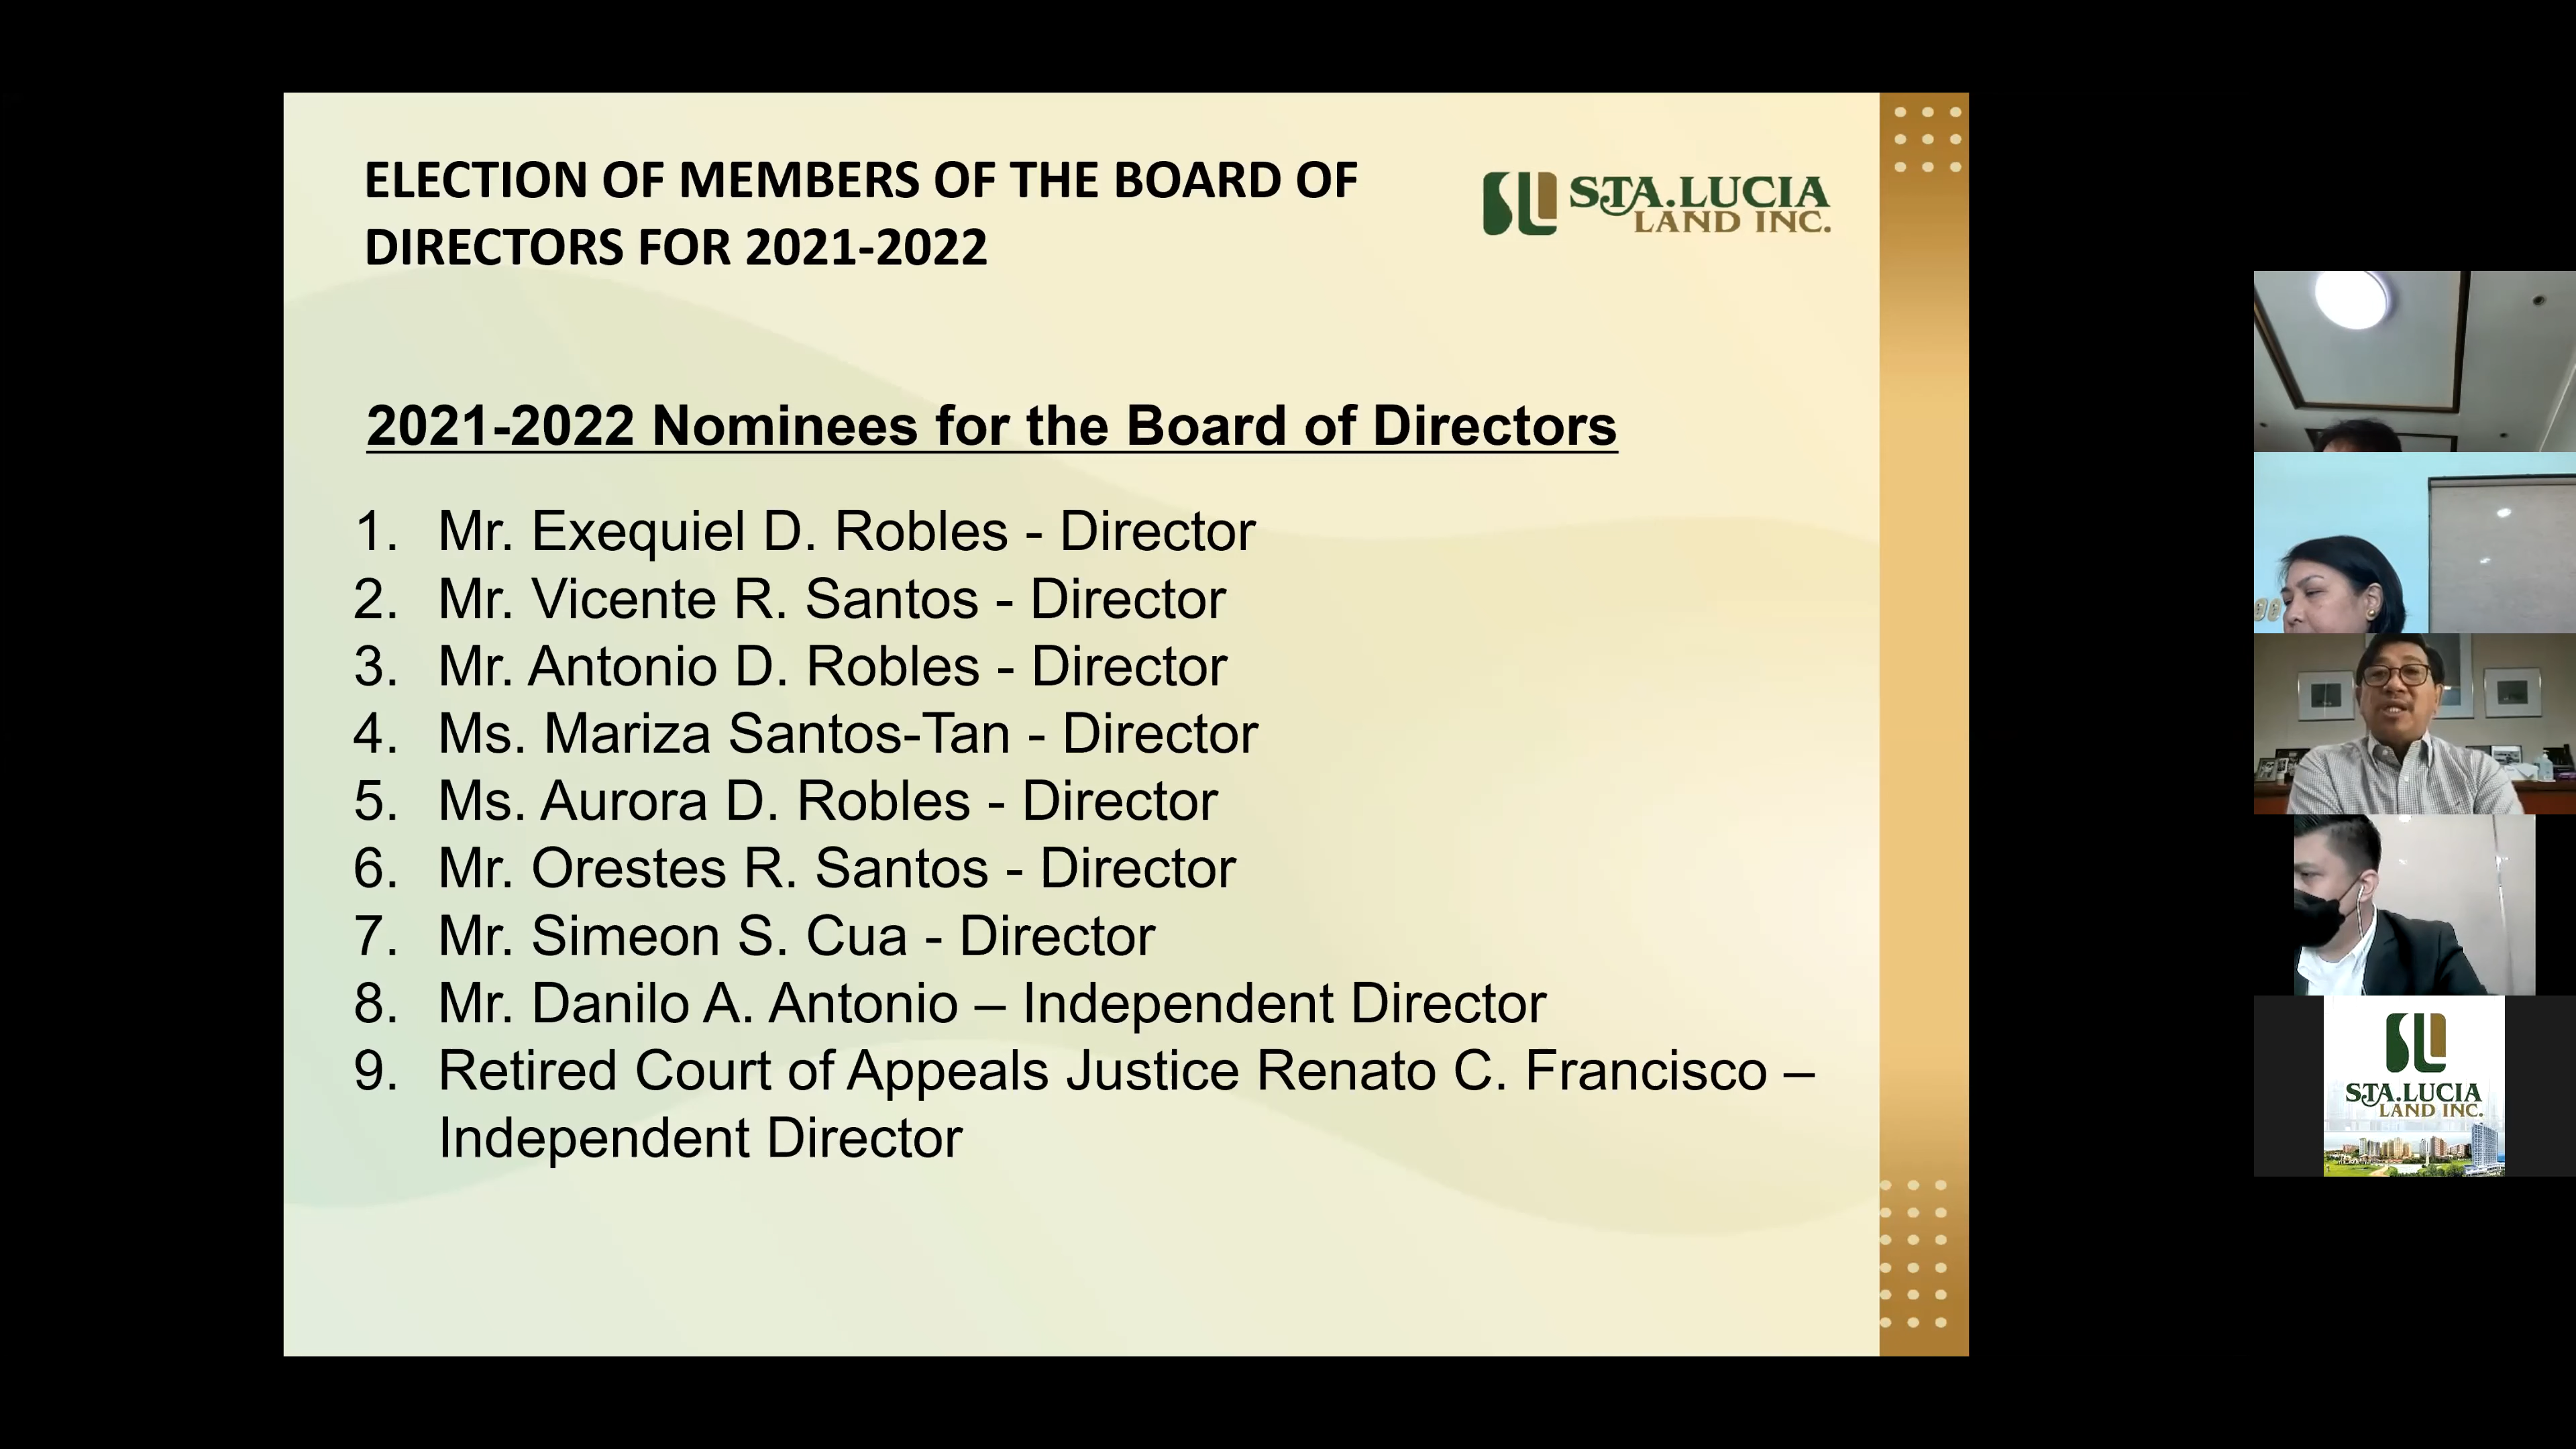 ELECTION OF MEMBERS OF THE BOARD OF
DIRECTORS FOR 2021-2022
STA.LUCIA
LAND INC.
2021-2022 Nominees for the Board of Directors
1. Mr. Exequiel D. Robles - Director
2. Mr. Vicente R. Santos - Director
3. Mr. Antonio D. Robles - Director
4. Ms. Mariza Santos-Tan - Director
5. Ms. Aurora D. Robles - Director
6. Mr. Orestes R. Santos - Director
7. Mr. Simeon S. Cua - Director
8. Mr. Danilo A. Antonio – Independent Director
9. Retired Court of Appeals Justice Renato C. Francisco –
Independent Director
STA.LUCIA
LAND INC.